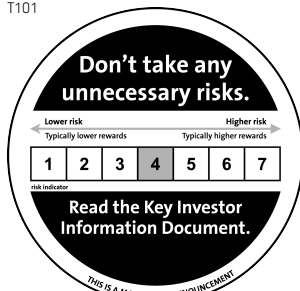 T101
Don't take any
unnecessary risks.
Lower risk Higher risk
Typically lower rewards Typically higher rewards
1 2 3 4 5 6 7
risk indicator
Read the Key Investor
Information Document.
THIS IS A